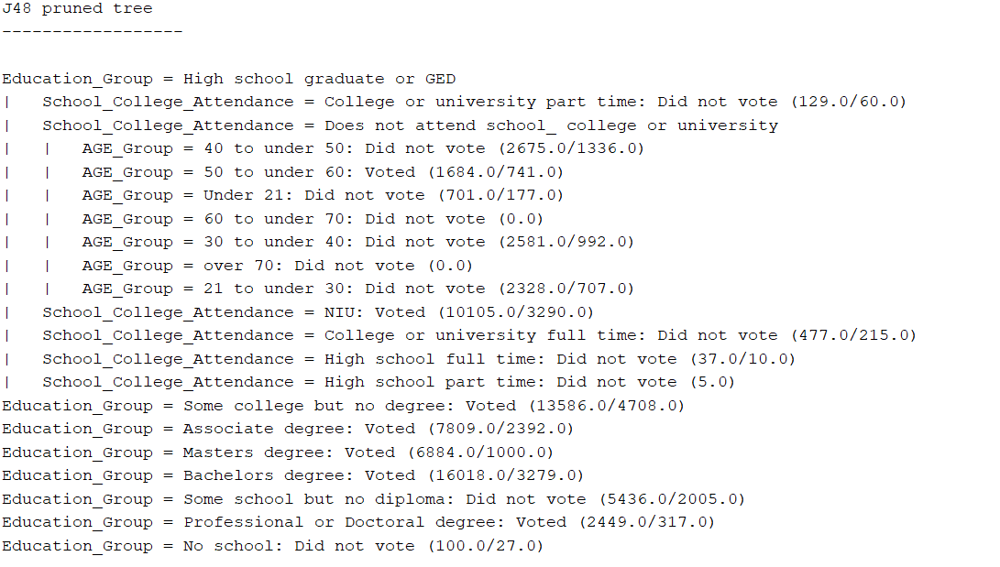 J48 pruned tree
------------------
Education_Group = High school graduate or GED
|   School_College_Attendance = College or university part time: Did not vote (129.0/60.0)
|   School_College_Attendance = Does not attend school_ college or university
|   |   AGE_Group = 40 to under 50: Did not vote (2675.0/1336.0)
|   |   AGE_Group = 50 to under 60: Voted (1684.0/741.0)
|   |   AGE_Group = Under 21: Did not vote (701.0/177.0)
|   |   AGE_Group = 60 to under 70: Did not vote (0.0)
|   |   AGE_Group = 30 to under 40: Did not vote (2581.0/992.0)
|   |   AGE_Group = over 70: Did not vote (0.0)
|   |   AGE_Group = 21 to under 30: Did not vote (2328.0/707.0)
|   School_College_Attendance = NIU: Voted (10105.0/3290.0)
|   School_College_Attendance = College or university full time: Did not vote (477.0/215.0)
|   School_College_Attendance = High school full time: Did not vote (37.0/10.0)
|   School_College_Attendance = High school part time: Did not vote (5.0)
Education_Group = Some college but no degree: Voted (13586.0/4708.0)
Education_Group = Associate degree: Voted (7809.0/2392.0)
Education_Group = Masters degree: Voted (6884.0/1000.0)
Education_Group = Bachelors degree: Voted (16018.0/3279.0)
Education_Group = Some school but no diploma: Did not vote (5436.0/2005.0)
Education_Group = Professional or Doctoral degree: Voted (2449.0/317.0)
Education_Group = No school: Did not vote (100.0/27.0)